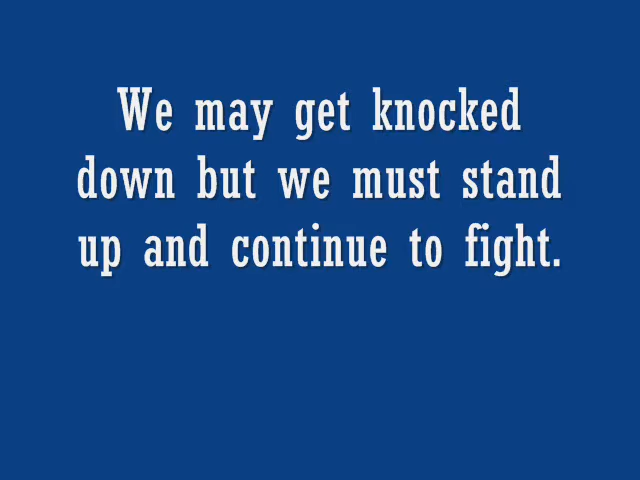 We may get knocked
down but we must stand
up and continue to fight.